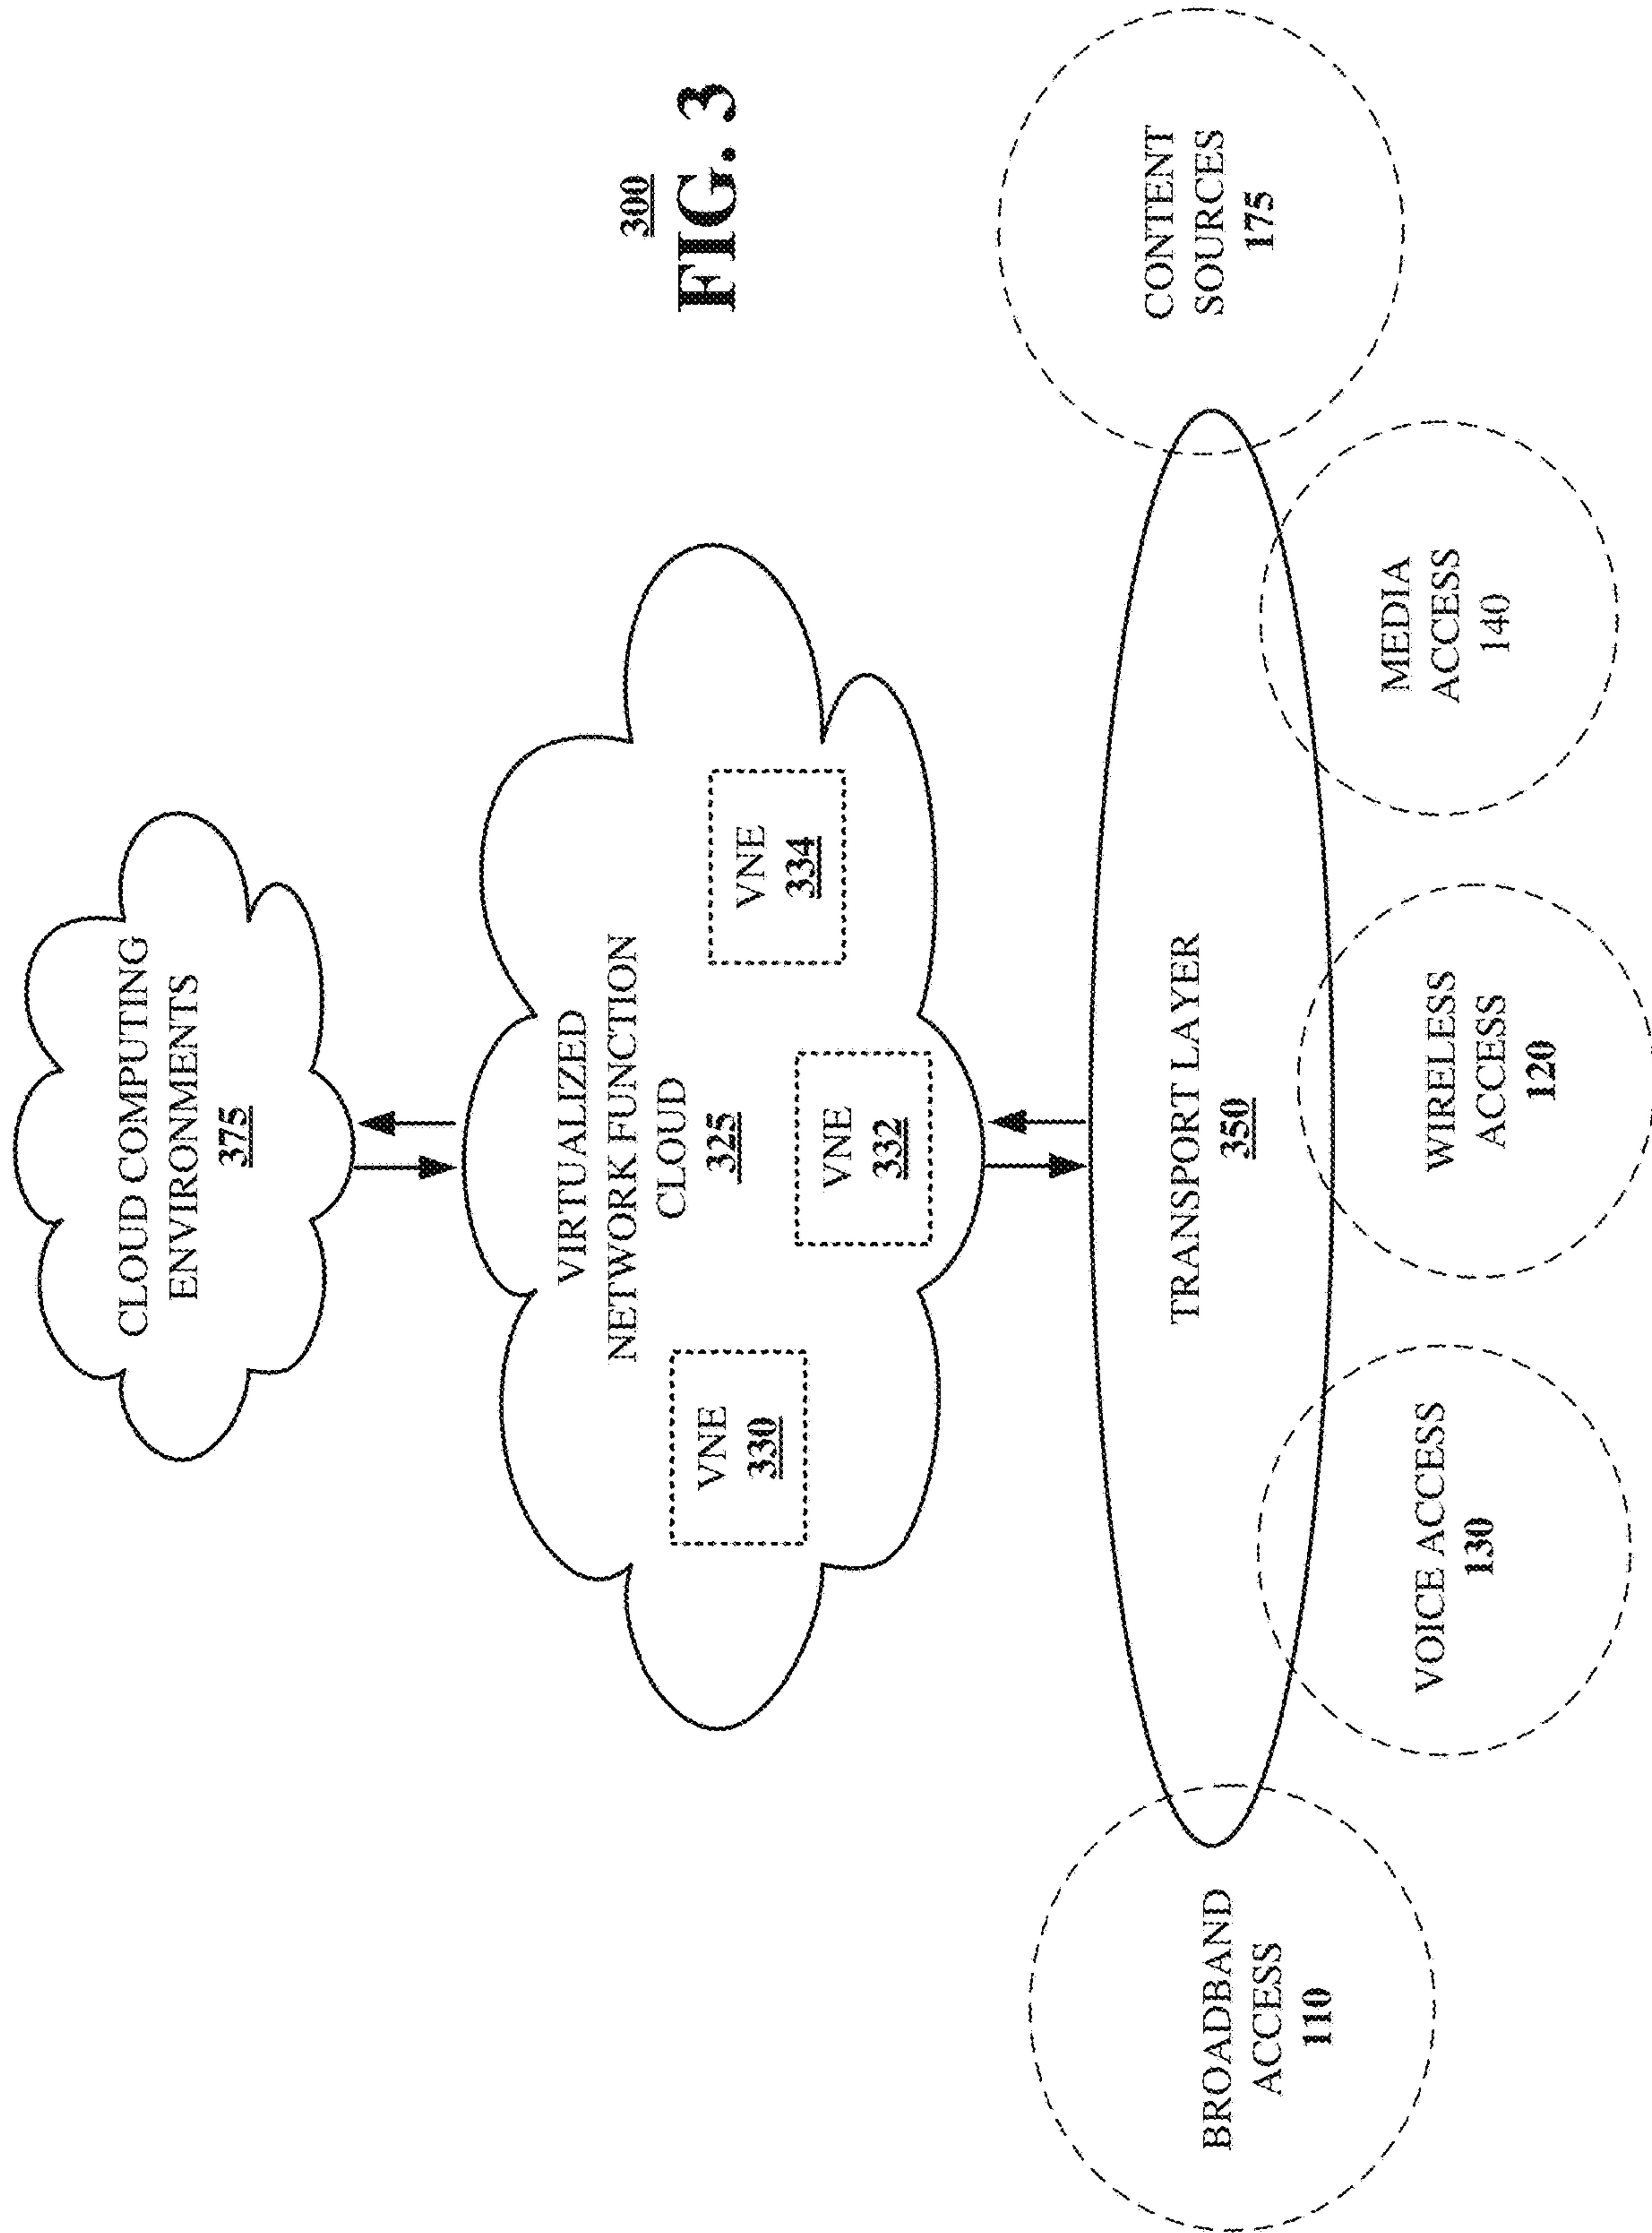 CLOUD COMPUTING
ENVIRONMENTS
375
VIRTUALIZED
NETWORK FUNCTION
CLOUD
325
VNE
330
VNE
332
VNE
334
300
FIG. 3
TRANSPORT LAYER
350
BROADBAND
ACCESS
110
VOICE ACCESS
130
WIRELESS
ACCESS
120
MEDIA
ACCESS
140
CONTENT
SOURCES
175